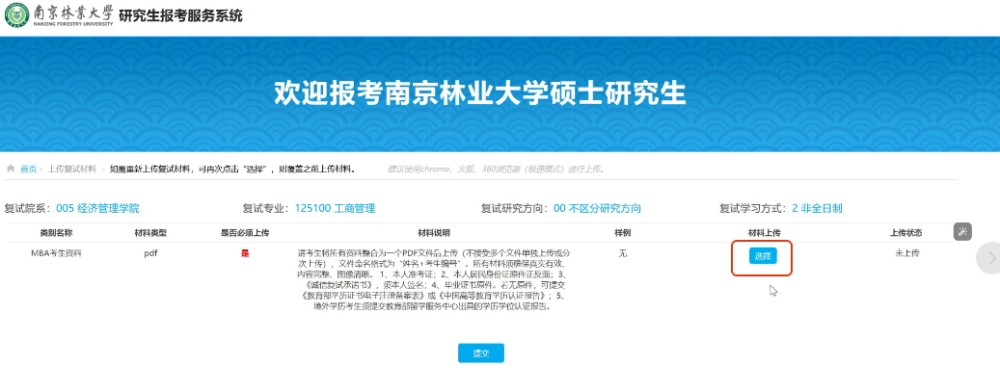 南京林業大學 研究生报考服务系统
NANJING FORESTRY UNIVERSITY
欢迎报考南京林业大学硕士研究生
首页 > 上传复试材料 > 如需重新上传复试材料，可再次点击“选择”，则覆盖之前上传材料。 建议使用chrome、火狐、360浏览器（极速模式）进行上传。
复试院系：005 经济管理学院 复试专业：125100 工商管理 复试研究方向：00 不区分研究方向 复试学习方式：2 非全日制
类别名称 材料类型 是否必须上传 材料说明 样例 材料上传 上传状态
MBA考生资料 pdf 是 请考生将所有资料整合为一个PDF文件后上传（不接受多个文件单独上传或分 无 选择 未上传
次上传），文件命名格式为“姓名+考生编号”。所有材料须确保真实有效、
内容完整、图像清晰。 1、本人准考证；2、本人居民身份证原件正反面；3、
《诚信复试承诺书》，须本人签名；4、毕业证书原件。若无原件，可提交
《教育部学历证书电子注册备案表》或《中国高等教育学历认证报告》；5、
境外学历考生须提交教育部留学服务中心出具的学历学位认证报告。
提交